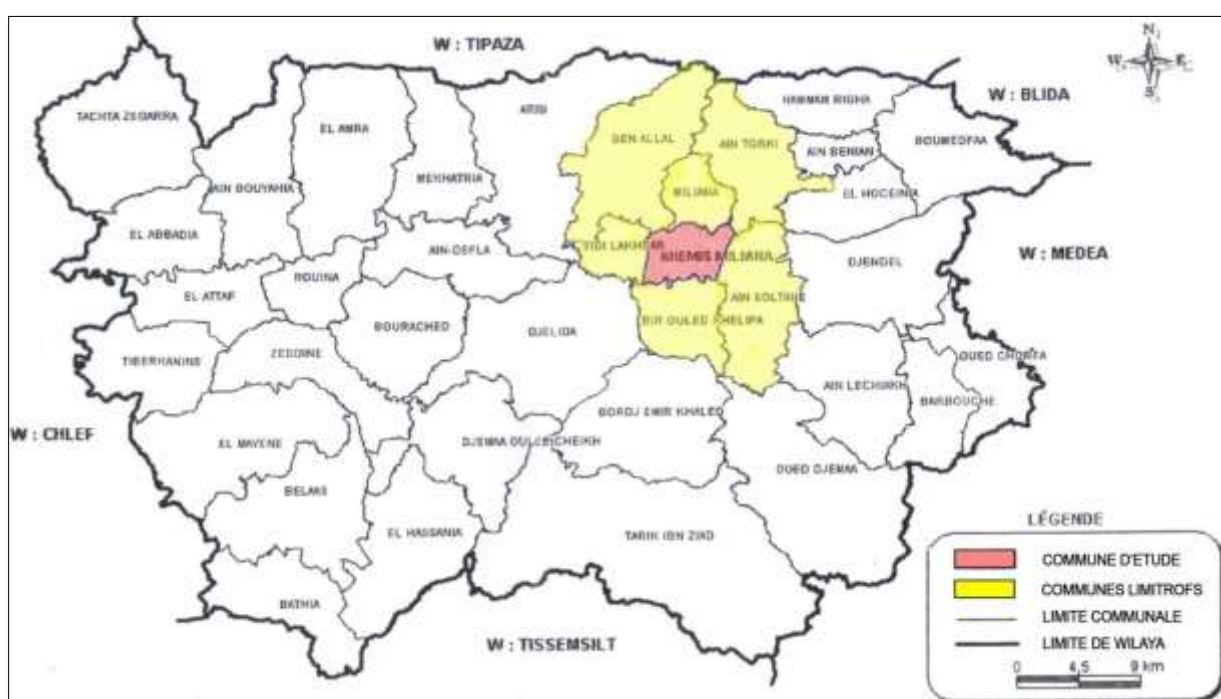 W : TIPAZA
N
W
E
S
W : BLIDA
HAMMAM RIGHA
TACHTA ZEGARRA
EL AMRA
ARIB
BEN ALLAL
AIN TORKI
BOUMEDFAA
AIN BENIAN
MEKHATRIA
AIN BOUYAHIA
MILIANA
EL HOCEINIA
EL ABBADIA
AIN-DEFLA
SIDI LAKHDAR
KHEMIS MILIANA
W : MEDEA
DJENDEL
ROUINA
EL ATTAF
AIN SOLTANE
BIR OULED KHELIFA
BOURACHED
DJELIDA
ZEDDINE
TIBERKANINE
OUED CHORFA
AIN LECHIAKH
BARBOUCHE
BORDJ EMIR KHALED
W : CHLEF
EL MAYENE
DJEMAA OULED CHEIKH
OUED DJEMAA
BELAAS
EL HASSANIA
TARIK IBN ZIAD
BATHIA
W : TISSEMSILT
LÉGENDE
COMMUNE D'ETUDE
COMMUNES LIMITROFS
LIMITE COMMUNALE
LIMITE DE WILAYA
0 4,5 9 km